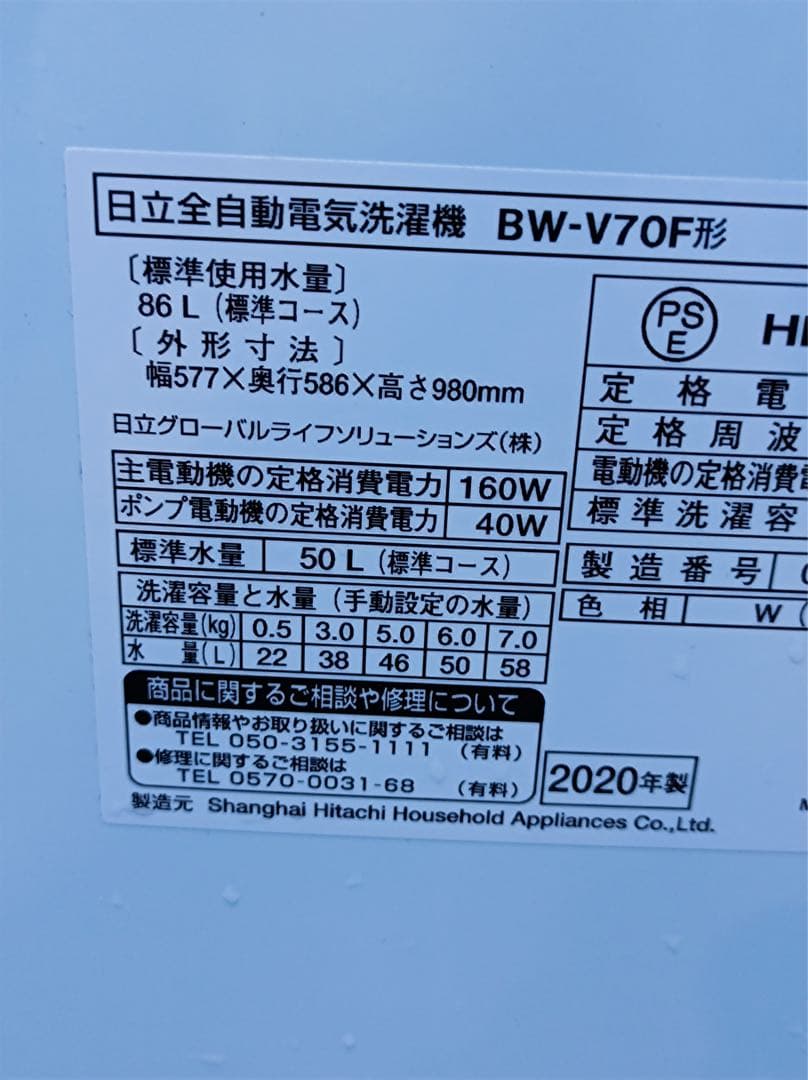 日立全自動電気洗濯機 BW-V70F形
〔標準使用水量〕
86 L (標準コース)
〔外形寸法〕
幅577×奥行586×高さ980mm
日立グローバルライフソリューションズ(株)
主電動機の定格消費電力 160W
ポンプ電動機の定格消費電力 40W
標準水量 50 L (標準コース)
洗濯容量と水量 (手動設定の水量)
洗濯容量(kg) 0.5 3.0 5.0 6.0 7.0
水量(L) 22 38 46 50 58
商品に関するご相談や修理について
●商品情報やお取り扱いに関するご相談は
TEL 050-3155-1111 (有料)
●修理に関するご相談は
TEL 0570-0031-68 (有料)
2020年製
製造元 Shanghai Hitachi Household Appliances Co.,Ltd.
PS
E
定格電
定格周波
電動機の定格消費
標準洗濯容
製造番号
色相 W (